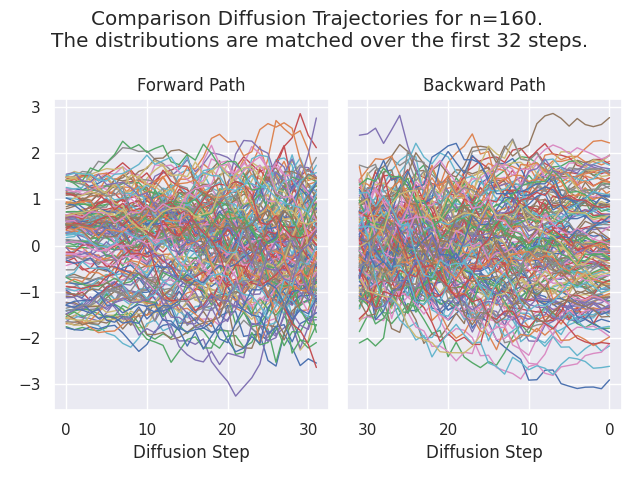 Comparison Diffusion Trajectories for n=160.
The distributions are matched over the first 32 steps.
Forward Path
Backward Path
3
2
1
0
−1
−2
−3
0 10 20 30
30 20 10 0
Diffusion Step
Diffusion Step